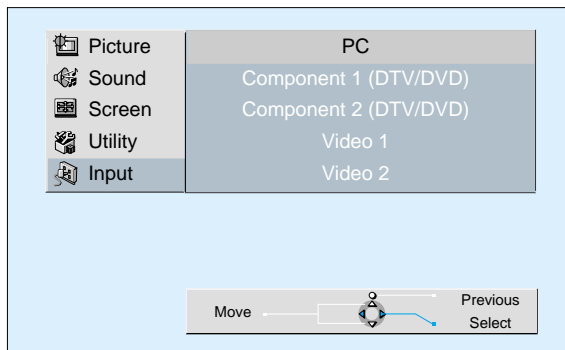 Picture
Sound
Screen
Utility
Input
PC
Component 1 (DTV/DVD)
Component 2 (DTV/DVD)
Video 1
Video 2
Move
Previous
Select